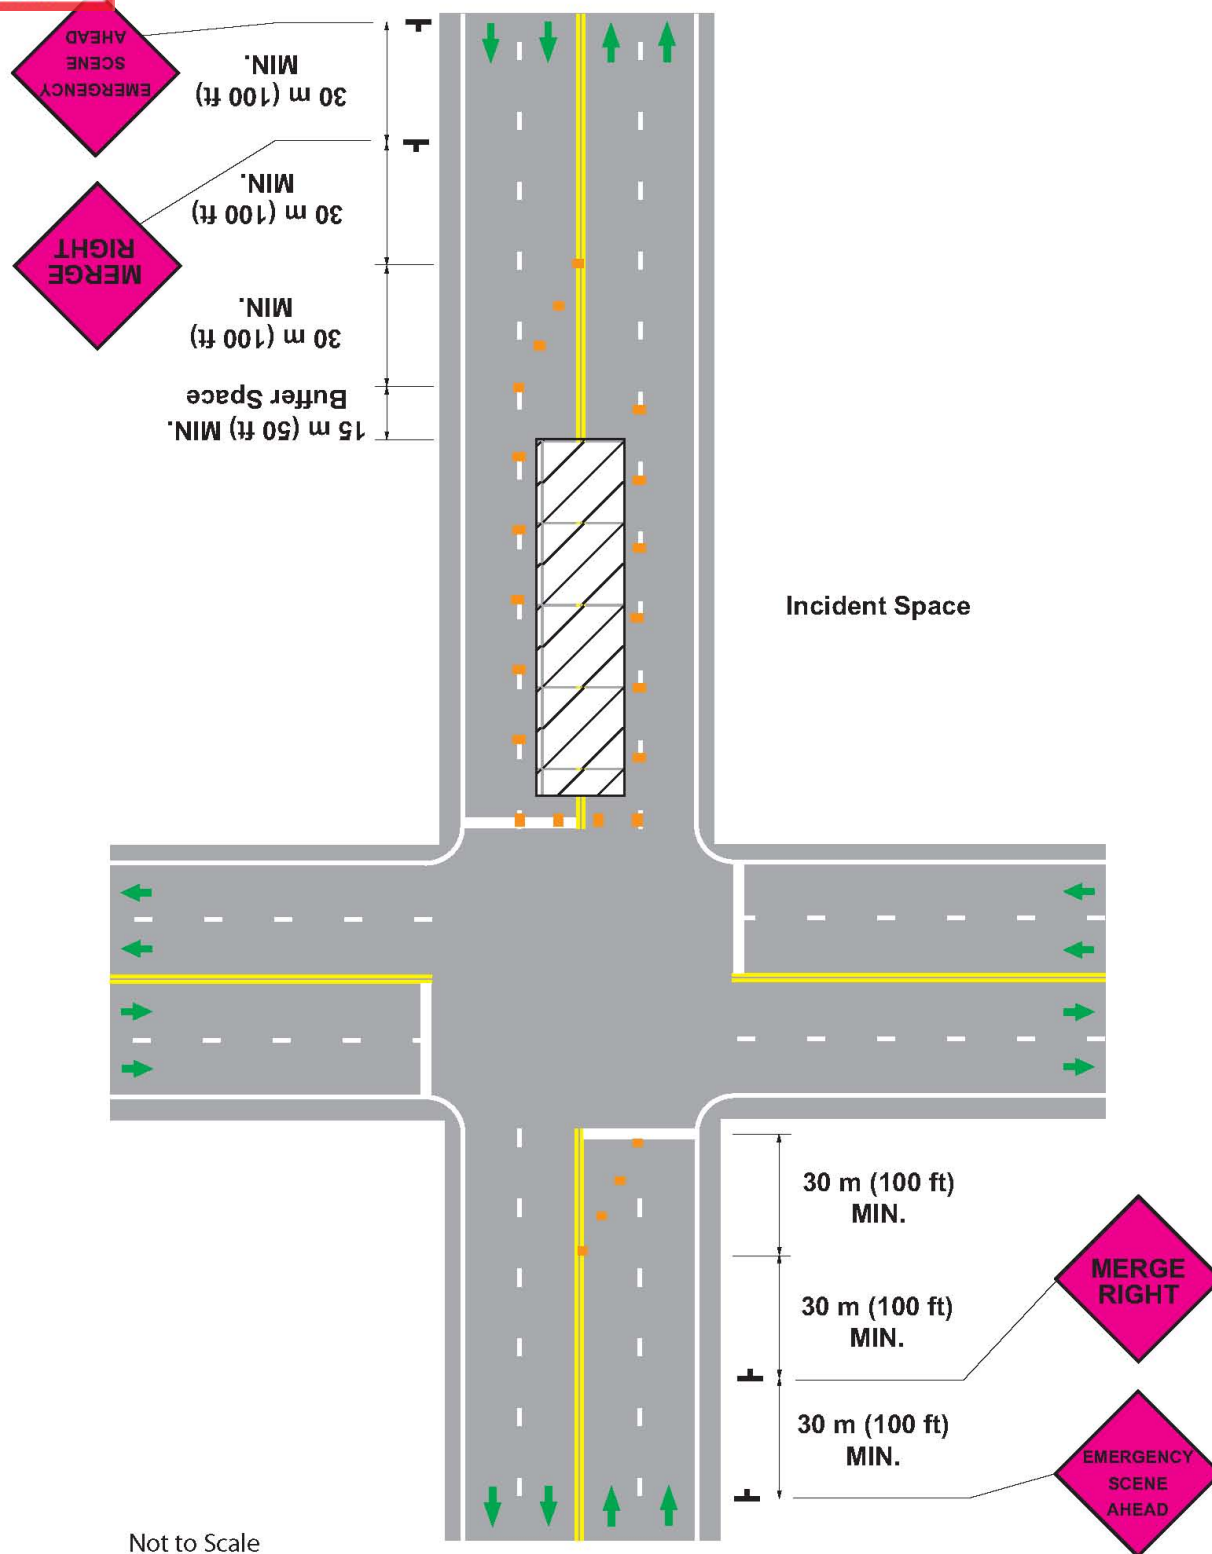 EMERGENCY
SCENE
AHEAD
30 m (100 ft)
MIN.
MERGE
RIGHT
30 m (100 ft)
MIN.
30 m (100 ft)
MIN.
15 m (50 ft) MIN.
Buffer Space
Incident Space
30 m (100 ft)
MIN.
MERGE
RIGHT
30 m (100 ft)
MIN.
30 m (100 ft)
MIN.
EMERGENCY
SCENE
AHEAD
Not to Scale